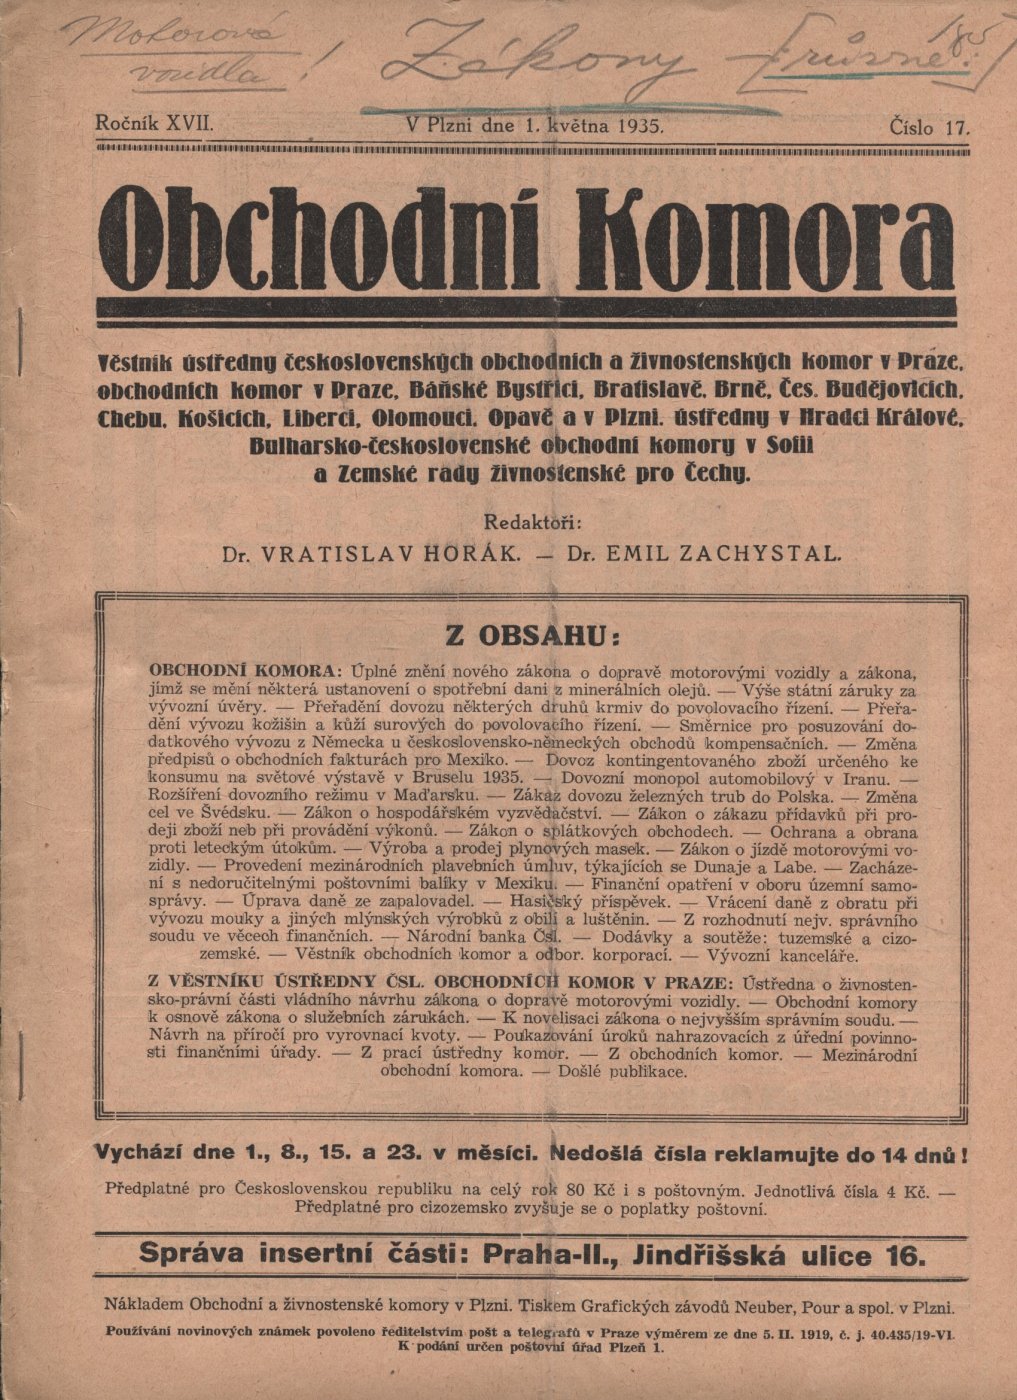 Motorová
vozidla! Zákony - [různé:]
185
Ročník XVII. V Plzni dne 1. května 1935. Číslo 17.
Obchodní Komora
Věstník ústředny československých obchodních a živnostenských komor v Praze,
obchodních komor v Praze, Báňské Bystřici, Bratislavě, Brně, Čes. Budějovicích,
Chebu, Košicích, Liberci, Olomouci, Opavě a v Plzni, ústředny v Hradci Králové,
Bulharsko-československé obchodní komory v Sofii
a Zemské rady živnostenské pro Čechy.
Redaktoři:
Dr. VRATISLAV HORÁK. — Dr. EMIL ZACHYSTAL.
Z OBSAHU:
OBCHODNÍ KOMORA: Úplné znění nového zákona o dopravě motorovými vozidly a zákona,
jímž se mění některá ustanovení o spotřební dani z minerálních olejů. — Výše státní záruky za
vývozní úvěry. — Přeřadění dovozu některých druhů krmiv do povolovacího řízení. — Přeřa-
dění vývozu kožišin a kůží surových do povolovacího řízení. — Směrnice pro posuzování do-
datkového vývozu z Německa u československo-německých obchodů kompensačních. — Změna
předpisů o obchodních fakturách pro Mexiko. — Dovoz kontingentovaného zboží určeného ke
konsumu na světové výstavě v Bruselu 1935. — Dovozní monopol automobilový v Iranu. —
Rozšíření dovozního režimu v Maďarsku. — Zákaz dovozu železných trub do Polska. — Změna
cel ve Švédsku. — Zákon o hospodářském vyzvědačství. — Zákon o zákazu přídavků při pro-
deji zboží neb při provádění výkonů. — Zákon o splátkových obchodech. — Ochrana a obrana
proti leteckým útokům. — Výroba a prodej plynových masek. — Zákon o jízdě motorovými vo-
zidly. — Provedení mezinárodních plavebních úmluv, týkajících se Dunaje a Labe. — Zacháze-
ní s nedoručitelnými poštovními balíky v Mexiku. — Finanční opatření v oboru územní samo-
správy. — Úprava daně ze zapalovadel. — Hasičský příspěvek. — Vrácení daně z obratu při
vývozu mouky a jiných mlýnských výrobků z obilí a luštěnin. — Z rozhodnutí nejv. správního
soudu ve věcech finančních. — Národní banka Čsl. — Dodávky a soutěže: tuzemské a cizo-
zemské. — Věstník obchodních komor a odbor. korporací. — Vývozní kanceláře.
Z VĚSTNÍKU ÚSTŘEDNY ČSL. OBCHODNÍCH KOMOR V PRAZE: Ústředna o živnosten-
sko-právní části vládního návrhu zákona o dopravě motorovými vozidly. — Obchodní komory
k osnově zákona o služebních zárukách. — K novelisaci zákona o nejvyšším správním soudu. —
Návrh na příročí pro vyrovnací kvoty. — Poukazování úroků nahrazovacích z úřední povinno-
sti finančními úřady. — Z prací ústředny komor. — Z obchodních komor. — Mezinárodní
obchodní komora. — Došlé publikace.
Vychází dne 1., 8., 15. a 23. v měsíci. Nedošlá čísla reklamujte do 14 dnů!
Předplatné pro Československou republiku na celý rok 80 Kč i s poštovným. Jednotlivá čísla 4 Kč. —
Předplatné pro cizozemsko zvyšuje se o poplatky poštovní.
Správa insertní části: Praha-II., Jindřišská ulice 16.
Nákladem Obchodní a živnostenské komory v Plzni. Tiskem Grafických závodů Neuber, Pour a spol. v Plzni.
Používání novinových známek povoleno ředitelstvím pošt a telegrafů v Praze výměrem ze dne 5. II. 1919, č. j. 40.435/19-VI.
K podání určen poštovní úřad Plzeň 1.